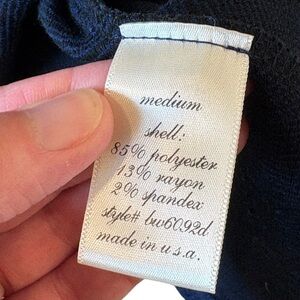 medium
shell:
85% polyester
13% rayon
2% spandex
style# bw6092d
made in u.s.a.